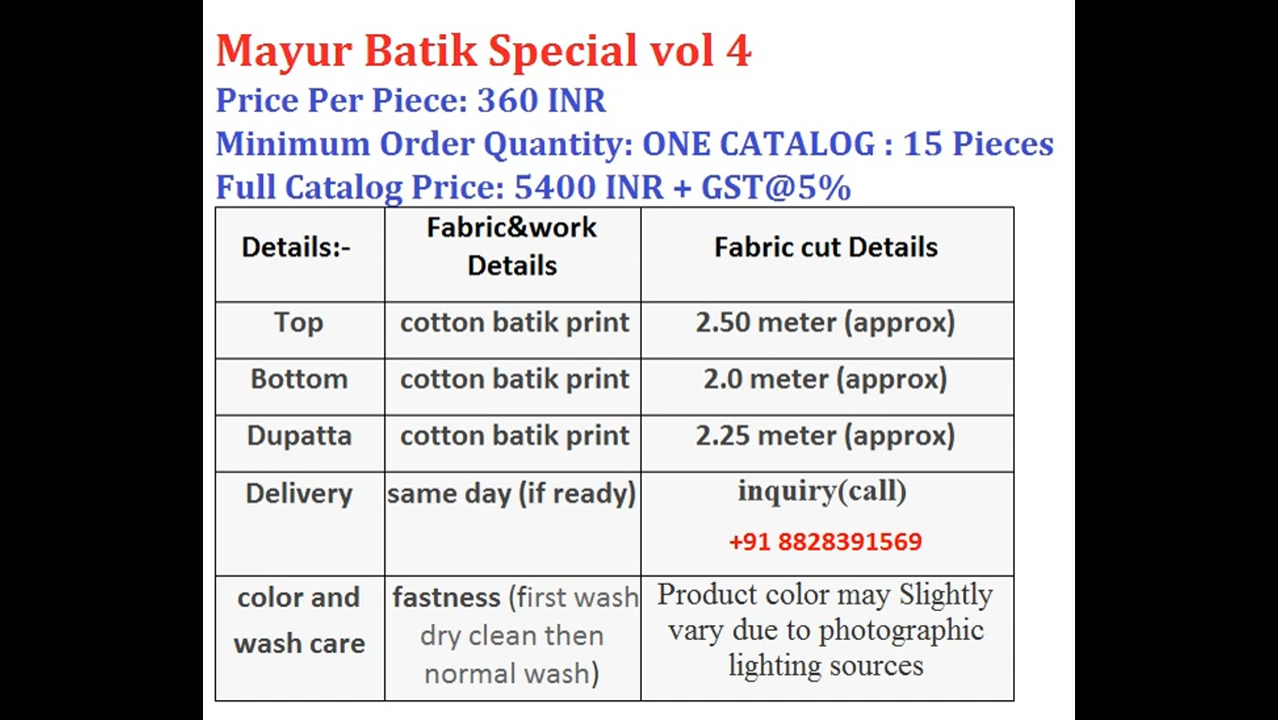 Mayur Batik Special vol 4
Price Per Piece: 360 INR
Minimum Order Quantity: ONE CATALOG : 15 Pieces
Full Catalog Price: 5400 INR + GST@5%
Details:-
Fabric&work
Details
Fabric cut Details
Top
cotton batik print
2.50 meter (approx)
Bottom
cotton batik print
2.0 meter (approx)
Dupatta
cotton batik print
2.25 meter (approx)
Delivery
same day (if ready)
inquiry(call)
+91 8828391569
color and
wash care
fastness (first wash
dry clean then
normal wash)
Product color may Slightly
vary due to photographic
lighting sources